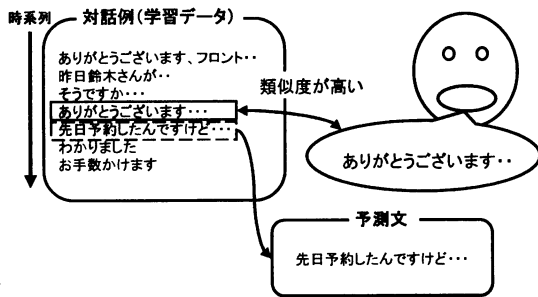 時系列
対話例(学習データ)
ありがとうございます、フロント・・
昨日鈴木さんが・・
そうですか・・・
ありがとうございます・・・
先日予約したんですけど・・・
わかりました
お手数かけます
類似度が高い
ありがとうございます・・
予測文
先日予約したんですけど・・・